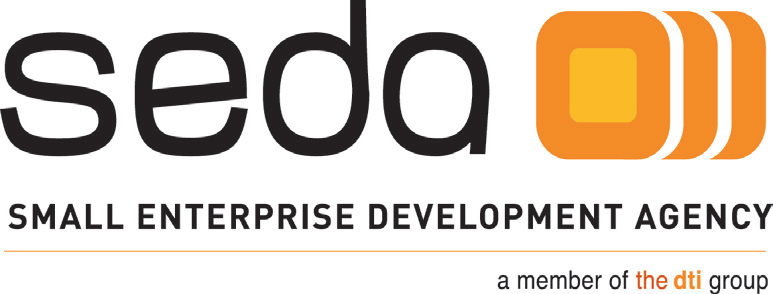 seda
SMALL ENTERPRISE DEVELOPMENT AGENCY
a member of the dti group